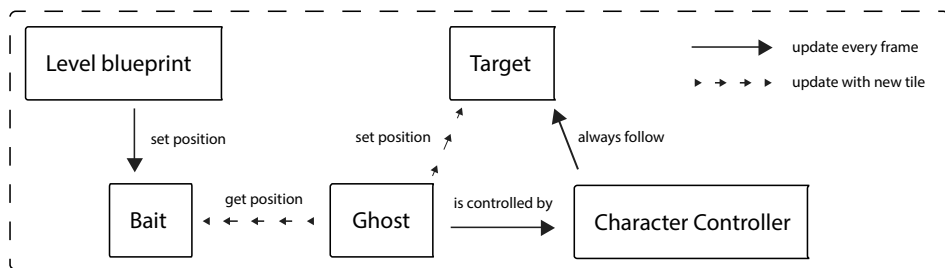 Level blueprint
Target
update every frame
update with new tile
set position
set position
always follow
get position
is controlled by
Bait
Ghost
Character Controller